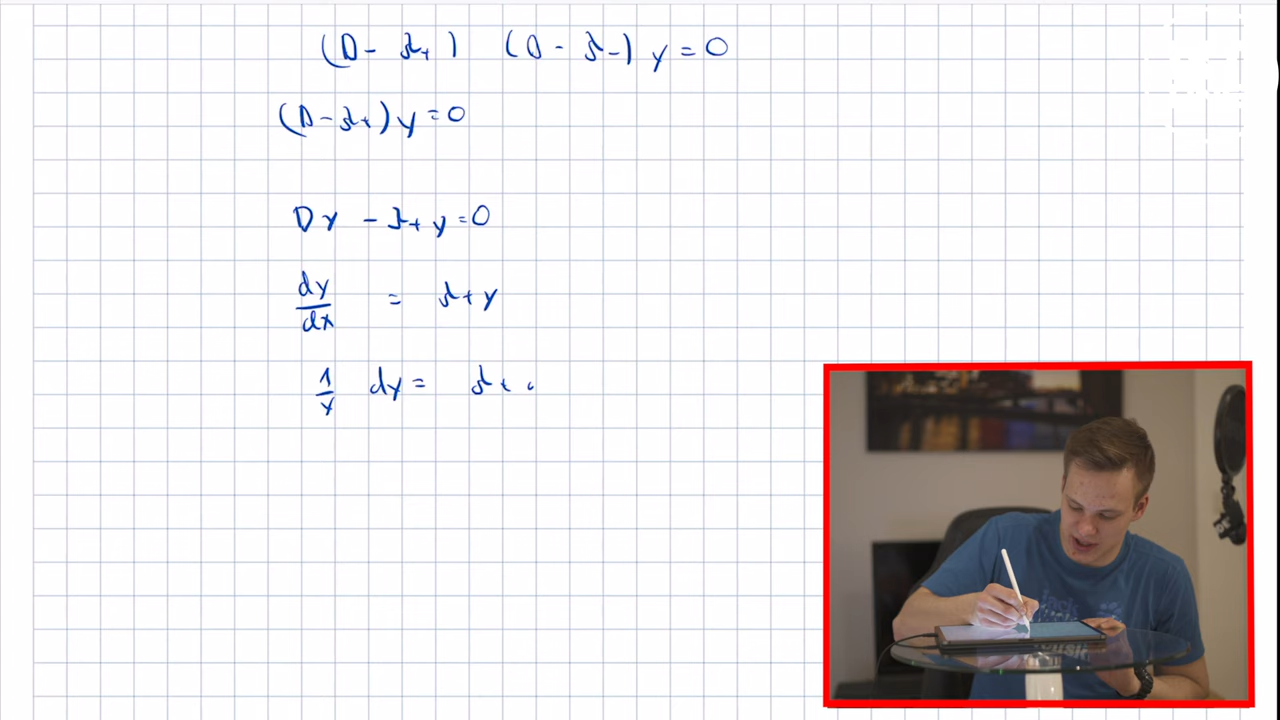 (D - λ+) (D - λ-) y = 0
(D - λ+) y = 0
Dy - λ+ y = 0
dy/dx = λ+ y
1/y dy = λ+